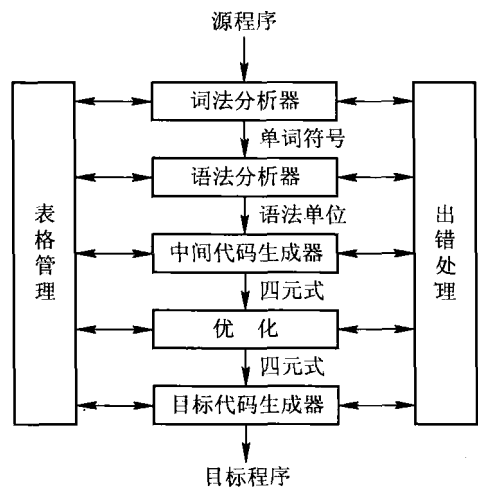 源程序
词法分析器
单词符号
语法分析器
语法单位
中间代码生成器
四元式
优 化
四元式
目标代码生成器
目标程序
表格管理
出错处理